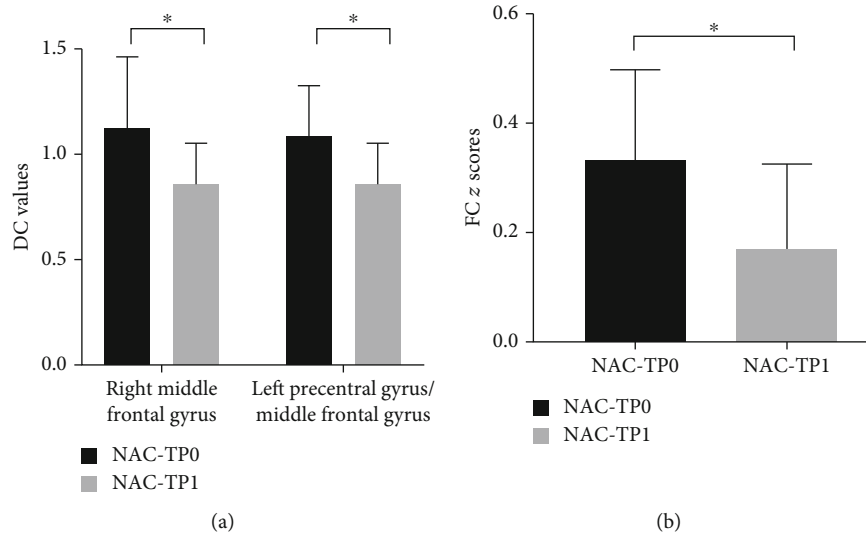 *
*
1.5
1.0
0.5
0.0
DC values
Right middle
frontal gyrus
Left precentral gyrus/
middle frontal gyrus
NAC-TP0
NAC-TP1
(a)
*
0.6
0.4
0.2
0.0
FC z scores
NAC-TP0
NAC-TP1
NAC-TP0
NAC-TP1
(b)